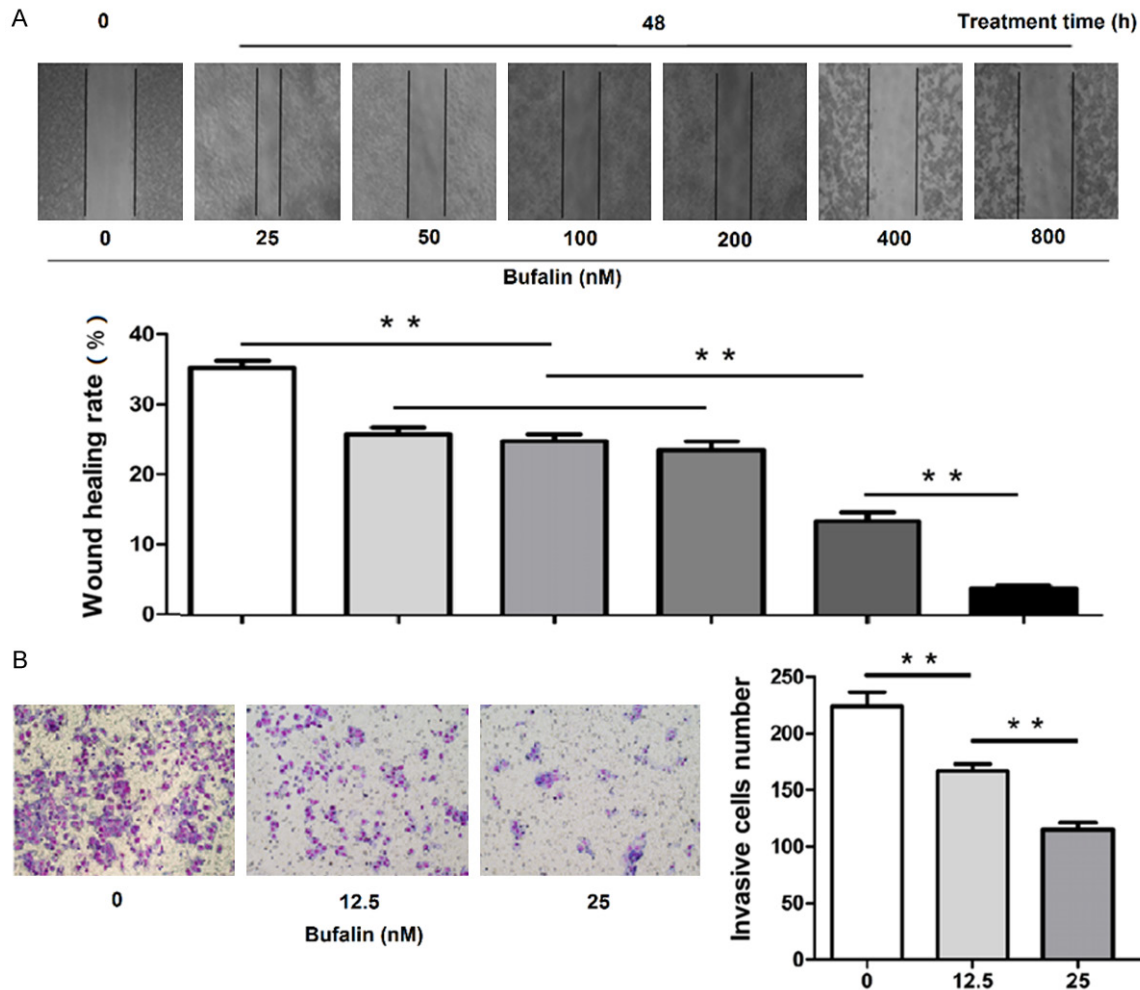 A
0 48 Treatment time (h)
0 25 50 100 200 400 800
Bufalin (nM)
Wound healing rate (%)
40
30
20
10
0
* *
* *
* *
B
0 12.5 25
Bufalin (nM)
Invasive cells number
250
200
150
100
50
0
* *
* *
0 12.5 25